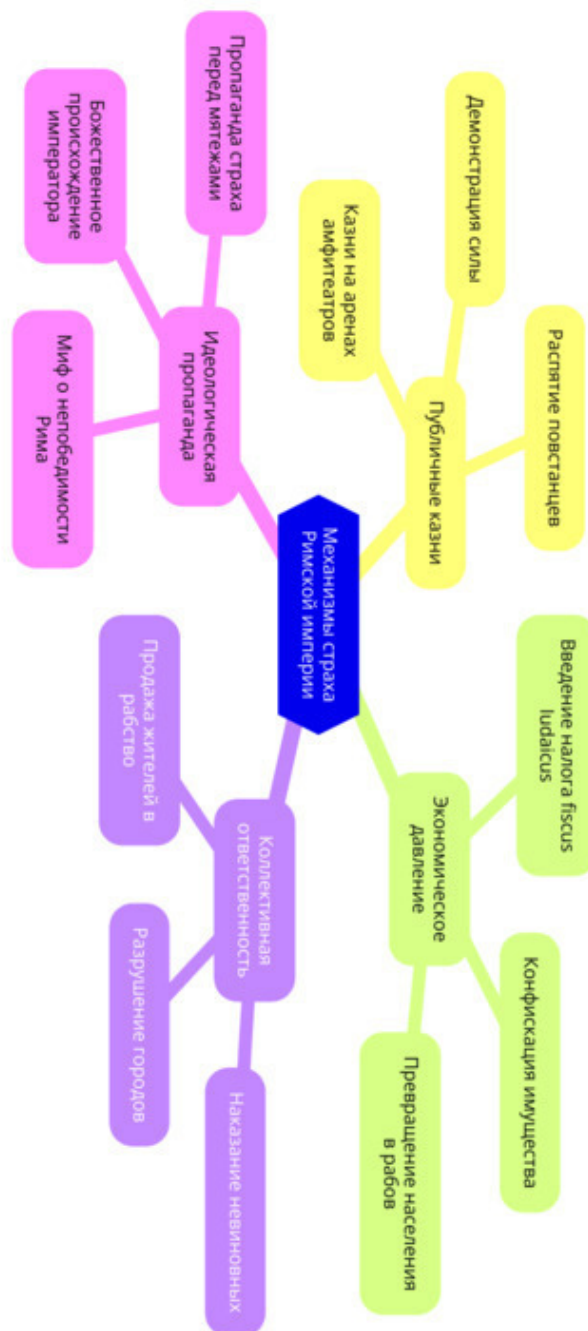 Механизмы страха
Римской империи
Публичные казни
Демонстрация силы
Казни на аренах
амфитеатров
Распятие повстанцев
Экономическое
давление
Введение налога fiscus
Iudaicus
Конфискация имущества
Превращение населения
в рабов
Идеологическая
пропаганда
Пропаганда страха
перед мятежами
Божественное
происхождение
императора
Миф о непобедимости
Рима
Коллективная
ответственность
Продажа жителей в
рабство
Разрушение городов
Наказание невиновных